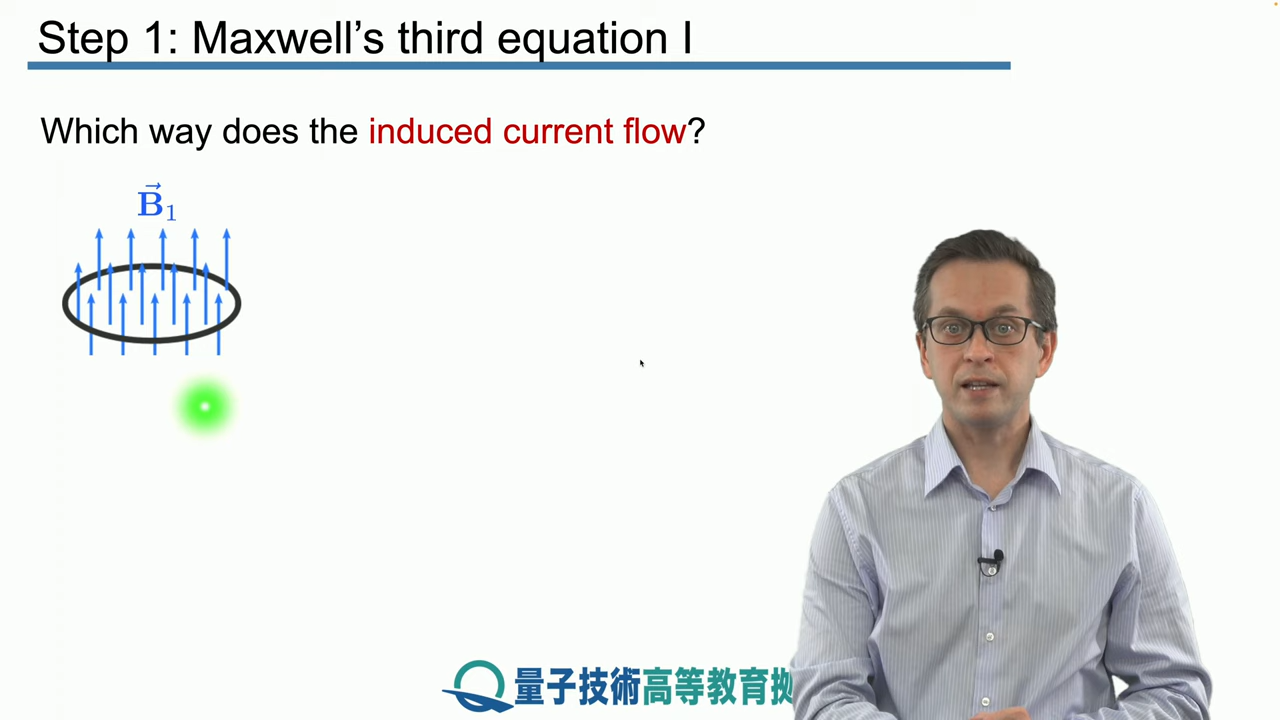 Step 1: Maxwell’s third equation I
Which way does the induced current flow?
B⃗₁
量子技術高等教育拠